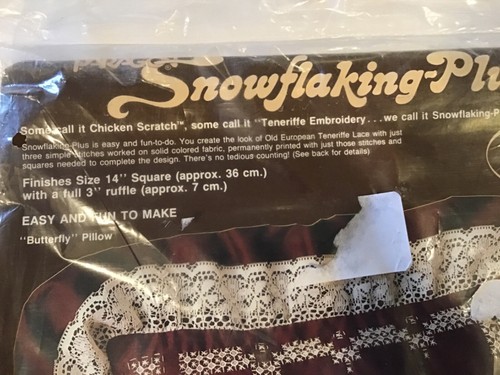 Snowflaking-Plu
Some call it Chicken Scratch™, some call it "Teneriffe Embroidery... we call it Snowflaking-P
Snowflaking-Plus is easy and fun-to-do. You create the look of Old European Teneriffe Lace with just
three simple stitches worked on solid colored fabric, permanently printed with just those stitches and
squares needed to complete the design. There's no tedious counting! (See back for details)
Finishes Size 14" Square (approx. 36 cm.)
with a full 3" ruffle (approx. 7 cm.)
EASY AND FUN TO MAKE
"Butterfly" Pillow